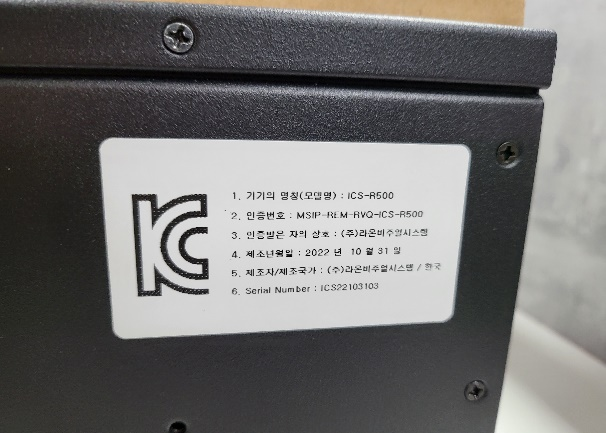 KC
1. 기기의 명칭(모델명) : ICS-R500
2. 인증번호 : MSIP-REM-RVQ-ICS-R500
3. 인증받은 자의 상호 : (주)라온비주얼시스템
4. 제조년월일 : 2022 년 10 월 31 일
5. 제조자/제조국가 : (주)라온비주얼시스템 / 한국
6. Serial Number : ICS22103103